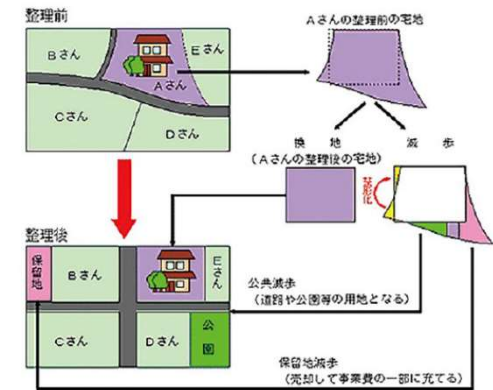 整理前
Bさん
Eさん
Aさん
Cさん
Dさん
Aさんの整理前の宅地
換地
(Aさんの整理後の宅地)
減歩
整形化
整理後
保留地
Bさん
Eさん
Cさん
Dさん
公園
公共減歩
(道路や公園等の用地となる)
保留地減歩
(売却して事業費の一部に充てる)